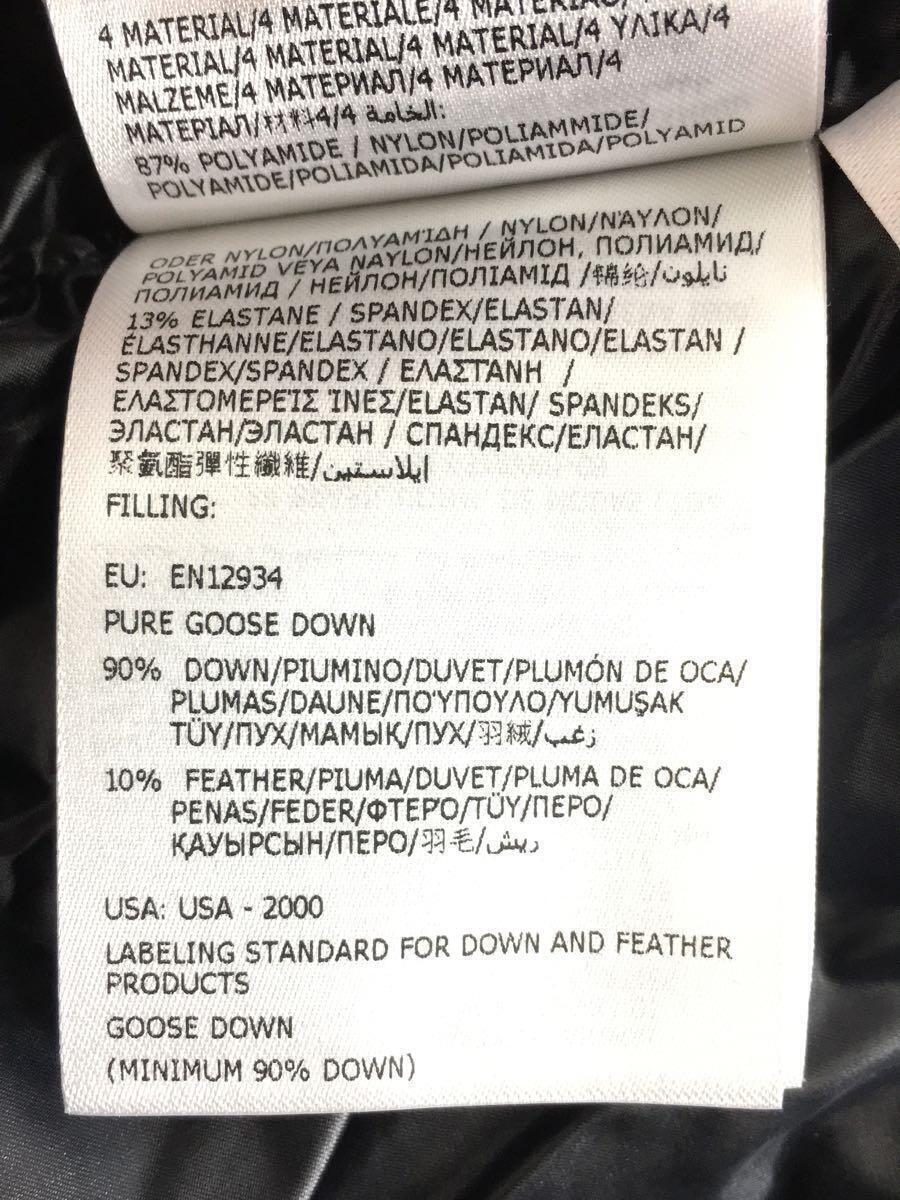 4 MATERIAL/4 MATERIALE/4
MATERIAL/4 MATERIAL/4 MATERIAL/4 ΥΛΙΚΑ/4
MALZEME/4 МАТЕРИАЛ/4 МАТЕРИАЛ/4
МАТЕРІАЛ/材料4/4 الخامة:
87% POLYAMIDE / NYLON/POLIAMMIDE/
POLYAMIDE/POLIAMIDA/POLIAMIDA/POLYAMID
ODER NYLON/ΠΟΛΥΑΜΊΔΗ / NYLON/ΝΆΥΛΟΝ/
POLYAMID VEYA NAYLON/НЕЙЛОН, ПОЛИАМИД/
ПОЛИАМИД / НЕЙЛОН/ПОЛІАМІД /锦纶/نايلون
13% ELASTANE / SPANDEX/ELASTAN/
ÉLASTHANNE/ELASTANO/ELASTANO/ELASTAN /
SPANDEX/SPANDEX / ΕΛΑΣΤΑΝΗ /
ΕΛΑΣΤΟΜΕΡΕΊΣ ΊΝΕΣ/ELASTAN/ SPANDEKS/
ЭЛАСТАН/ЭЛАСТАН / СПАНДЕКС/ЕЛАСТАН/
聚氨酯彈性纖維/إيلاستين
FILLING:
EU: EN12934
PURE GOOSE DOWN
90% DOWN/PIUMINO/DUVET/PLUMÓN DE OCA/
PLUMAS/DAUNE/ΠΟΎΠΟΥΛΟ/YUMUŞAK
TÜY/ПУХ/МАМЫҚ/ПУХ/羽絨/زغب
10% FEATHER/PIUMA/DUVET/PLUMA DE OCA/
PENAS/FEDER/ΦΤΕΡΌ/TÜY/ПЕРО/
ҚАУЫРСЫН/ПЕРО/羽毛/ريش
USA: USA - 2000
LABELING STANDARD FOR DOWN AND FEATHER
PRODUCTS
GOOSE DOWN
(MINIMUM 90% DOWN)